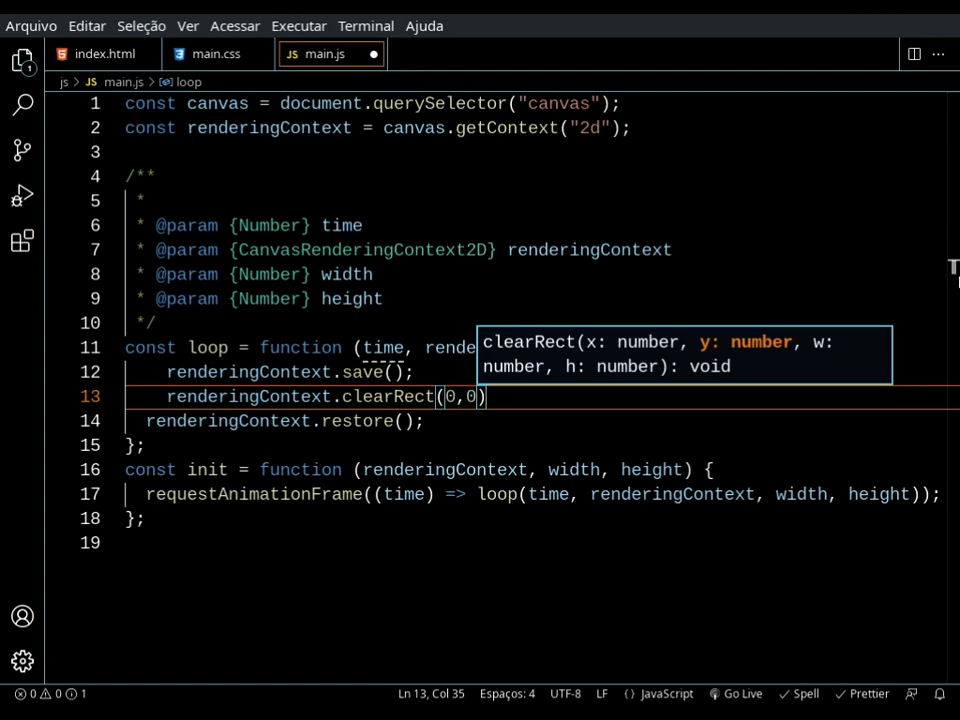 Arquivo Editar Seleção Ver Acessar Executar Terminal Ajuda
index.html main.css JS main.js
js > JS main.js > loop
1 const canvas = document.querySelector("canvas");
2 const renderingContext = canvas.getContext("2d");
3
4 /**
5 *
6 * @param {Number} time
7 * @param {CanvasRenderingContext2D} renderingContext
8 * @param {Number} width
9 * @param {Number} height
10 */
11 const loop = function (time, rende
clearRect(x: number, y: number, w:
number, h: number): void
12 renderingContext.save();
13 renderingContext.clearRect(0,0)
14 renderingContext.restore();
15 };
16 const init = function (renderingContext, width, height) {
17 requestAnimationFrame((time) => loop(time, renderingContext, width, height));
18 };
19
0 0 1 Ln 13, Col 35 Espaços: 4 UTF-8 LF {} JavaScript Go Live Spell Prettier